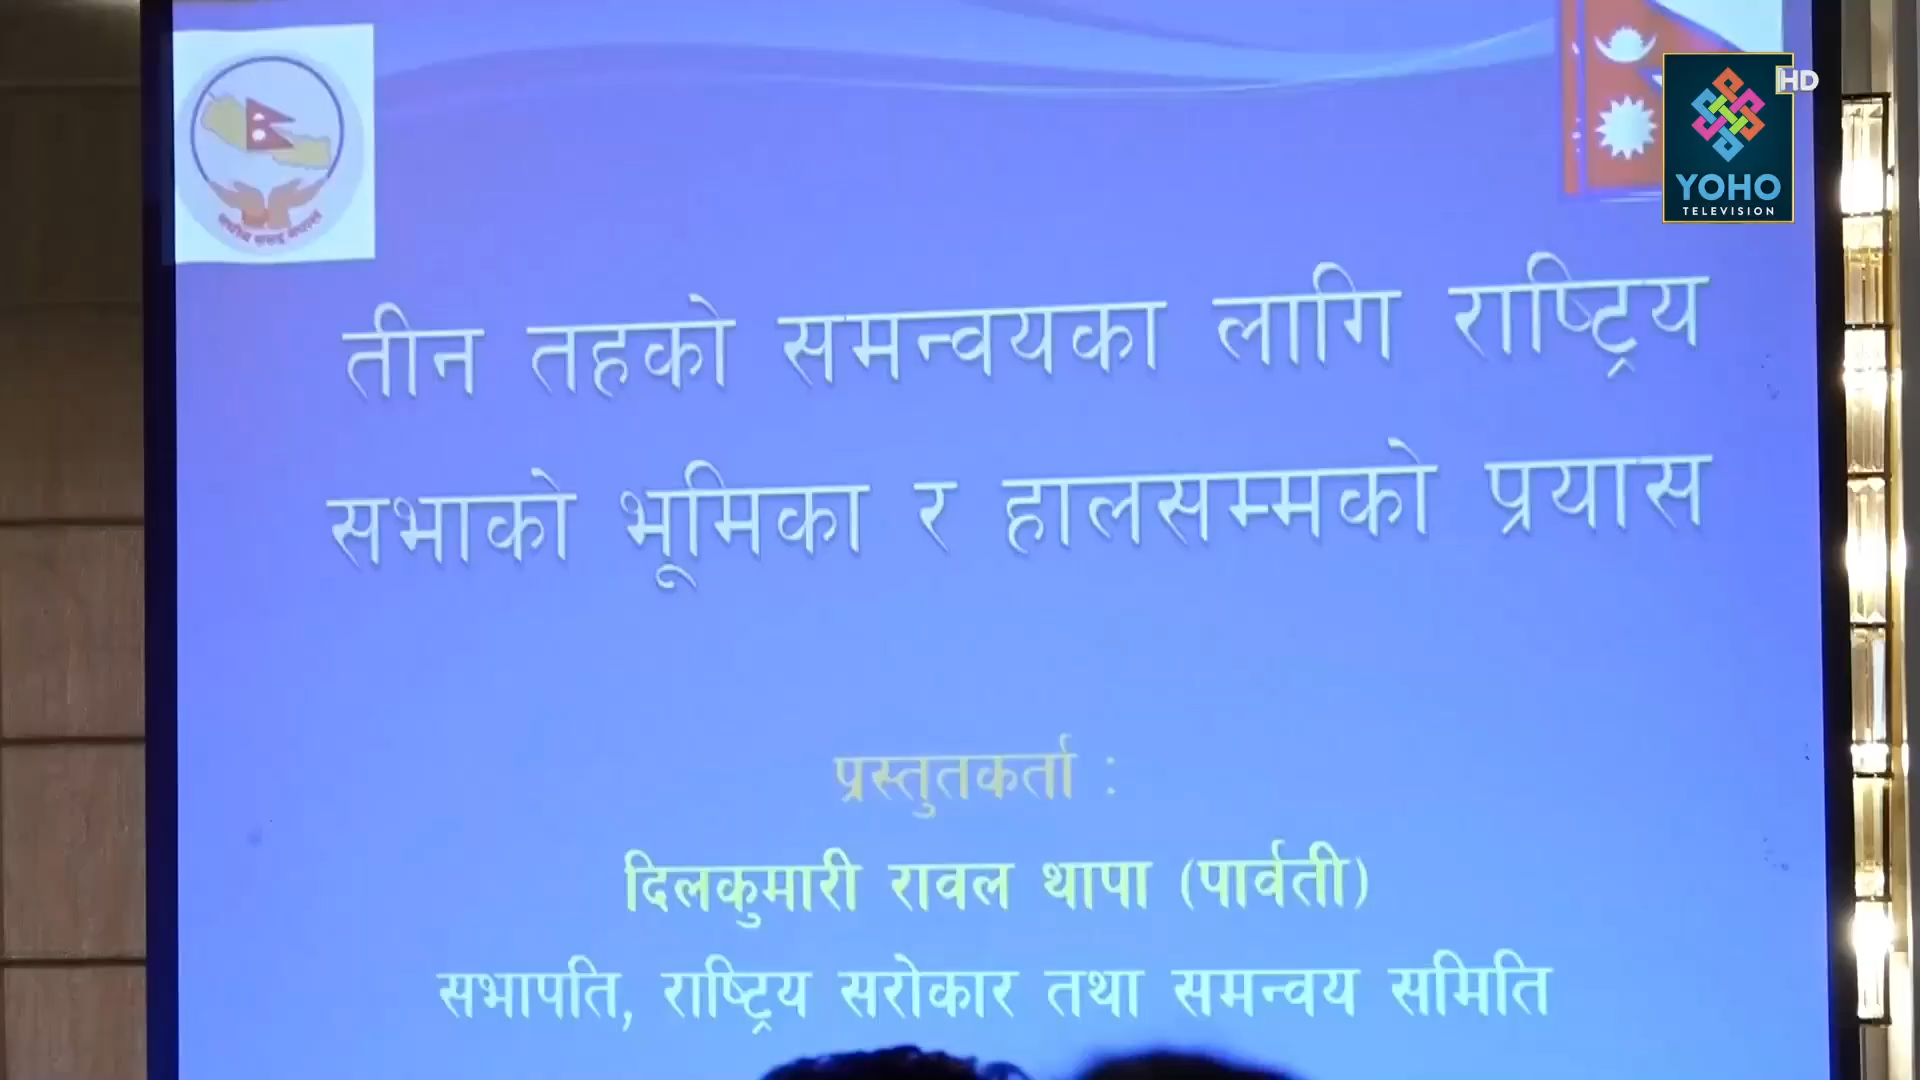 HD
YOHO
TELEVISION
तीन तहको समन्वयका लागि राष्ट्रिय
सभाको भूमिका र हालसम्मको प्रयास
प्रस्तुतकर्ता :
दिलकुमारी रावल थापा (पार्वती)
सभापति, राष्ट्रिय सरोकार तथा समन्वय समिति